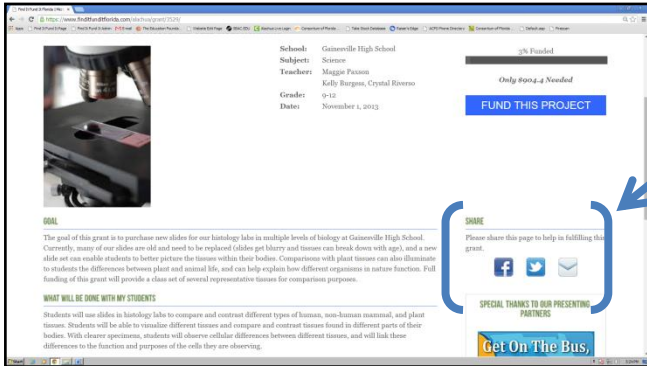 https://www.finditfunditflorida.com/alachua/grant/3529/
School: Gainesville High School
Subject: Science
Teacher: Maggie Paxson
Kelly Burgess, Crystal Riverso
Grade: 9-12
Date: November 1, 2013
3% Funded
Only $904.4 Needed
FUND THIS PROJECT
GOAL
The goal of this grant is to purchase new slides for our histology labs in multiple levels of biology at Gainesville High School.
Currently, many of our slides are old and need to be replaced (slides get blurry and tissues can break down with age), and a new
slide set can enable students to better picture the tissues within their bodies. Comparisons with plant tissues can also illuminate
to students the differences between plant and animal life, and can help explain how different organisms in nature function. Full
funding of this grant will provide a class set of several representative tissues for comparison purposes.
WHAT WILL BE DONE WITH MY STUDENTS
Students will use slides in histology labs to compare and contrast different types of human, non-human mammal, and plant
tissues. Students will be able to visualize different tissues and compare and contrast tissues found in different parts of their
bodies. With clearer specimens, students will observe cellular differences between different tissues, and will link these
differences to the function and purposes of the cells they are observing.
SHARE
Please share this page to help in fulfilling this
grant.
SPECIAL THANKS TO OUR PRESENTING
PARTNERS
Get On The Bus,